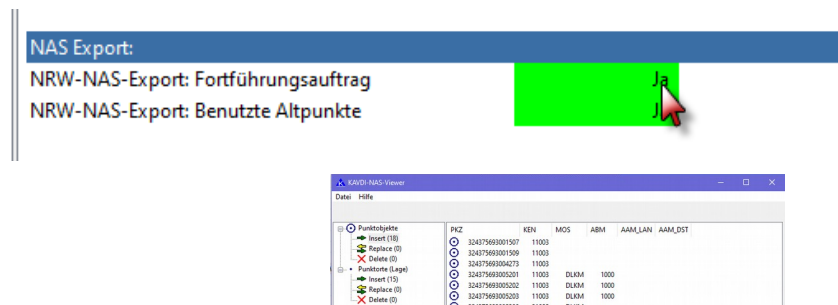 NAS Export:
NRW-NAS-Export: Fortführungsauftrag Ja
NRW-NAS-Export: Benutzte Altpunkte
KAVDI-NAS-Viewer
Datei Hilfe
Punktobjekte
Insert (18)
Replace (0)
Delete (0)
Punktorte (Lage)
Insert (15)
Replace (0)
Delete (0)
PKZ KEN MOS ABM AAM_LAN AAM_DST
324375693001507 11003
324375693001509 11003
324375693004273 11003
324375693005201 11003 DLKM 1000
324375693005202 11003 DLKM 1000
324375693005203 11003 DLKM 1000